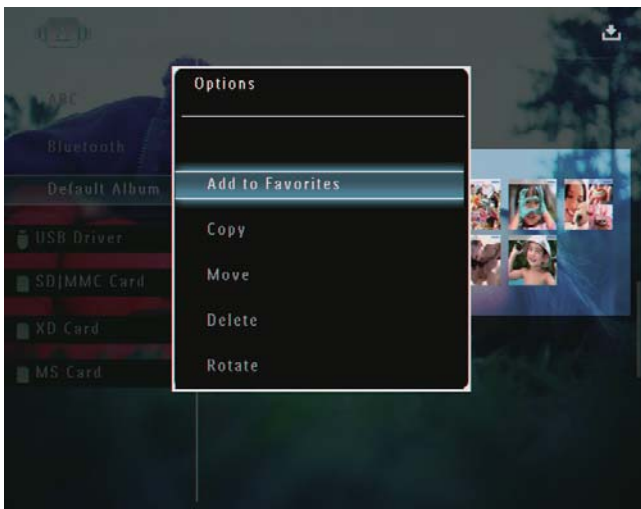 ABC
Bluetooth
Default Album
USB Driver
SD|MMC Card
XD Card
MS Card
Options
Add to Favorites
Copy
Move
Delete
Rotate